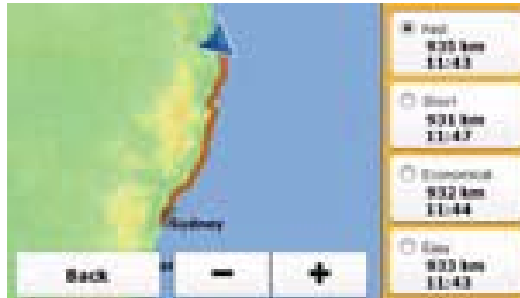 Fast
935 km
11:43
Short
931 km
11:47
Economical
932 km
11:44
Easy
933 km
11:43
Sydney
Back